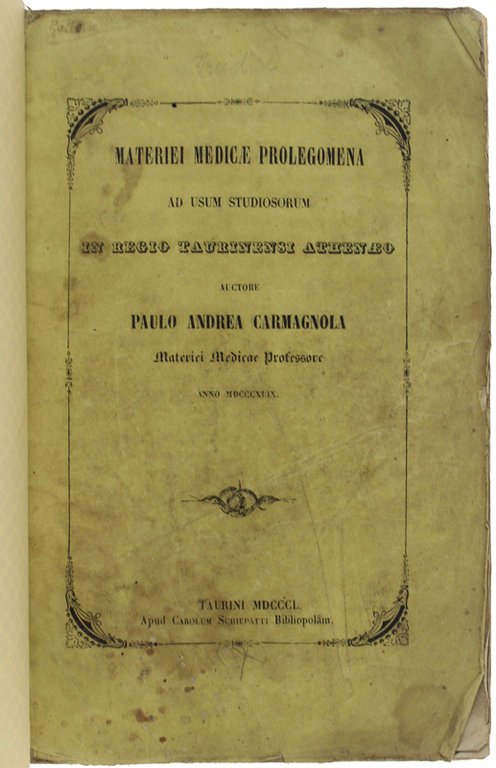 MATERIEI MEDICÆ PROLEGOMENA
AD USUM STUDIOSORUM
IN REGIO TAURINENSI ATHENÆO
AUCTORE
PAULO ANDREA CARMAGNOLA
Materiei Medicae Professore
ANNO MDCCCXLIX.
TAURINI MDCCCL.
Apud CAROLUM SCHIEPATTI Bibliopolâm